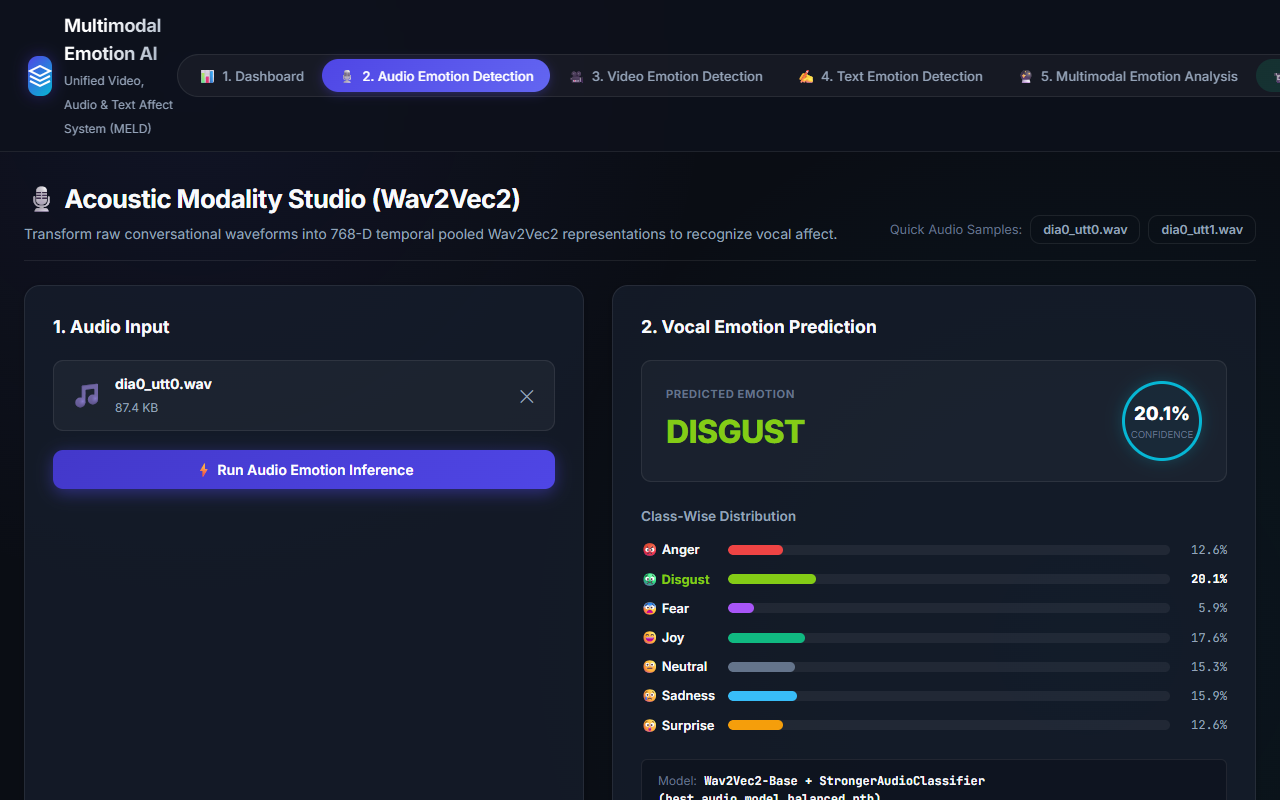 Multimodal
Emotion AI
Unified Video,
Audio & Text Affect
System (MELD)
1. Dashboard
2. Audio Emotion Detection
3. Video Emotion Detection
4. Text Emotion Detection
5. Multimodal Emotion Analysis
Acoustic Modality Studio (Wav2Vec2)
Transform raw conversational waveforms into 768-D temporal pooled Wav2Vec2 representations to recognize vocal affect.
Quick Audio Samples: dia0_utt0.wav dia0_utt1.wav
1. Audio Input
dia0_utt0.wav
87.4 KB
Run Audio Emotion Inference
2. Vocal Emotion Prediction
PREDICTED EMOTION
DISGUST
20.1%
CONFIDENCE
Class-Wise Distribution
Anger 12.6%
Disgust 20.1%
Fear 5.9%
Joy 17.6%
Neutral 15.3%
Sadness 15.9%
Surprise 12.6%
Model: Wav2Vec2-Base + StrongerAudioClassifier
(best_audio_model_balanced.pth)